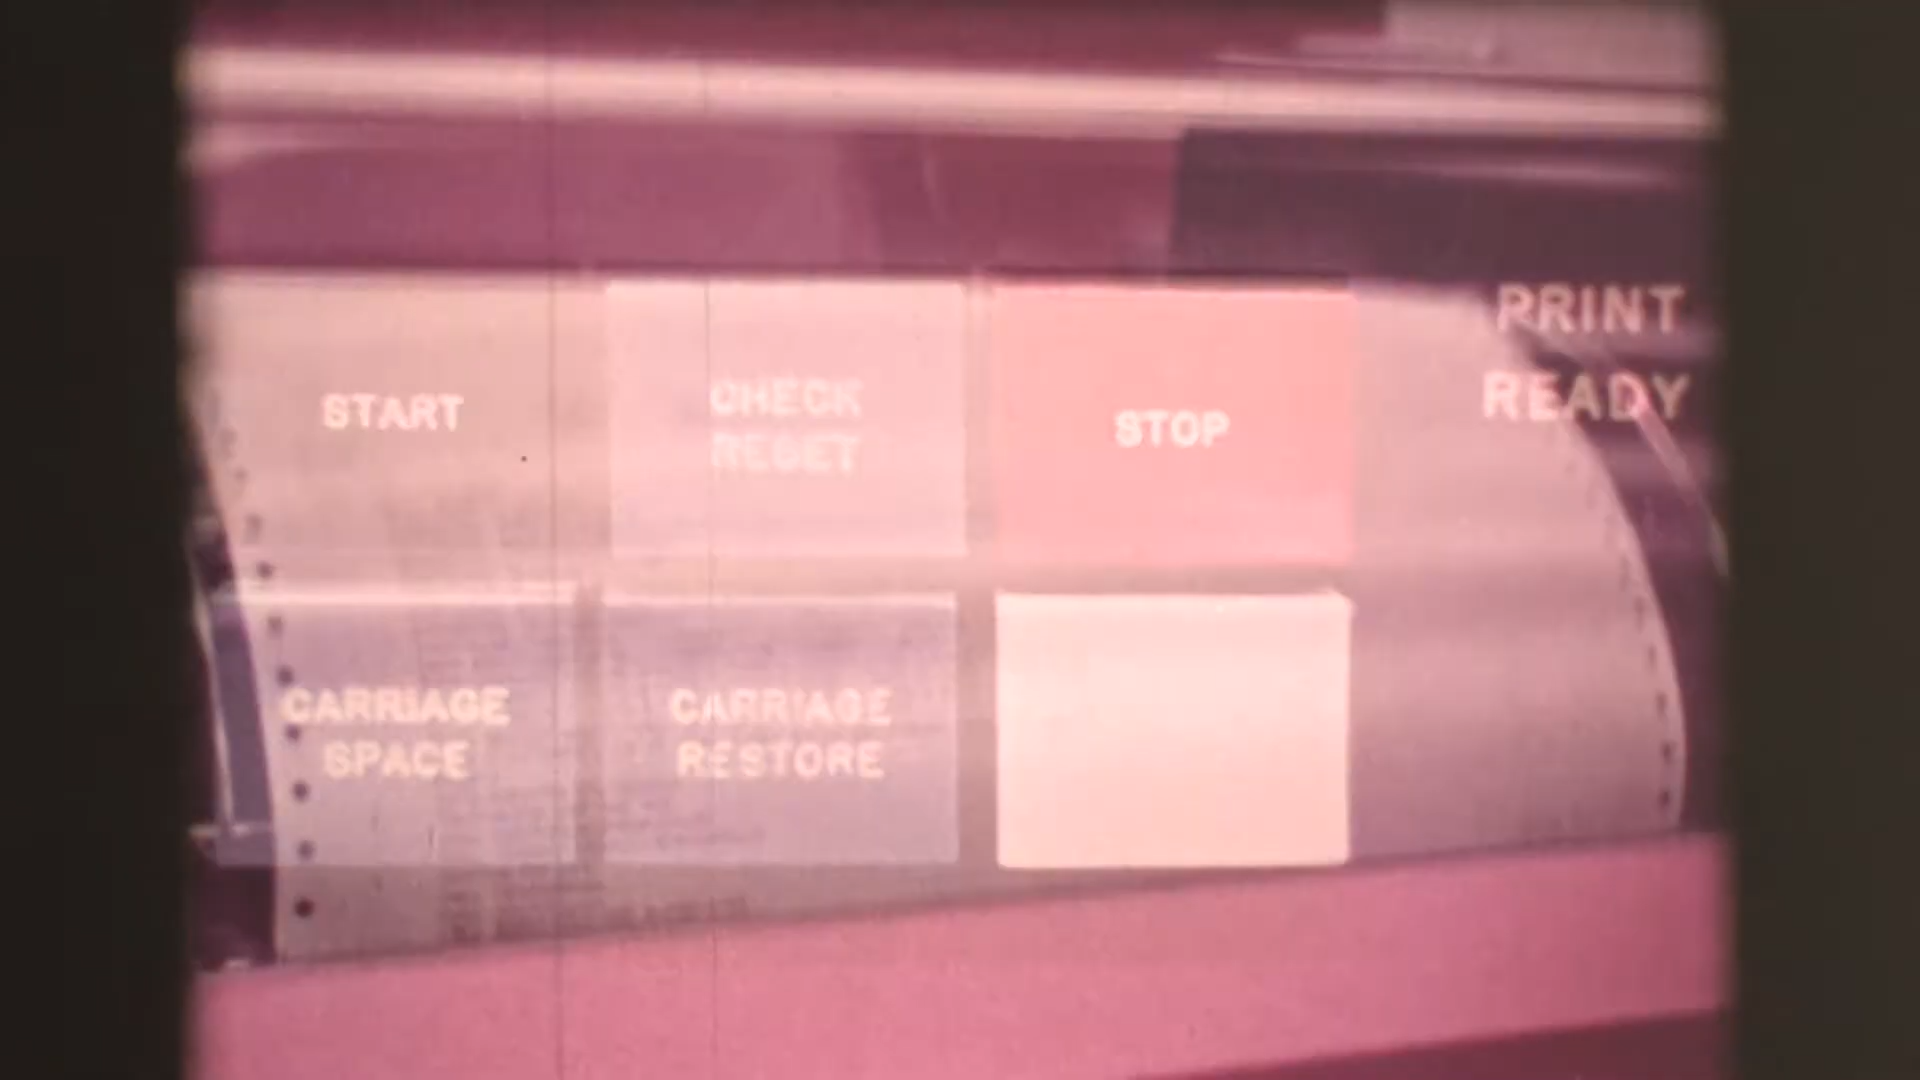 START
CHECK
RESET
STOP
PRINT
READY
CARRIAGE
SPACE
CARRIAGE
RESTORE